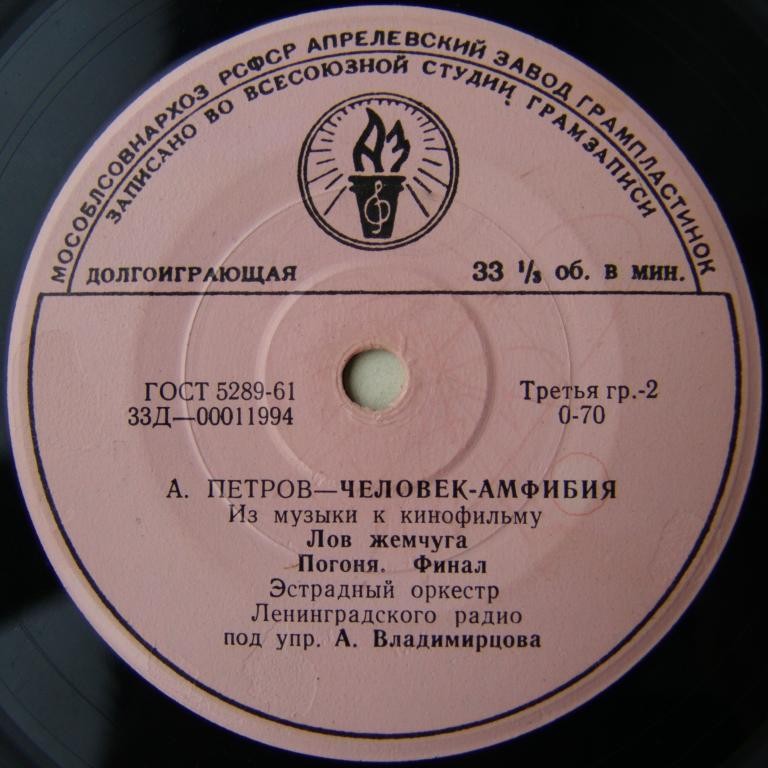 МОСОБЛСОВНАРХОЗ РСФСР АПРЕЛЕВСКИЙ ЗАВОД ГРАМПЛАСТИНОК
ЗАПИСАНО ВО ВСЕСОЮЗНОЙ СТУДИИ ГРАМЗАПИСИ
АЗ
ДОЛГОИГРАЮЩАЯ 33 1/3 об. в мин.
ГОСТ 5289-61 Третья гр.-2
33Д—00011994 0-70
А. ПЕТРОВ—ЧЕЛОВЕК-АМФИБИЯ
Из музыки к кинофильму
Лов жемчуга
Погоня. Финал
Эстрадный оркестр
Ленинградского радио
под упр. А. Владимирцова